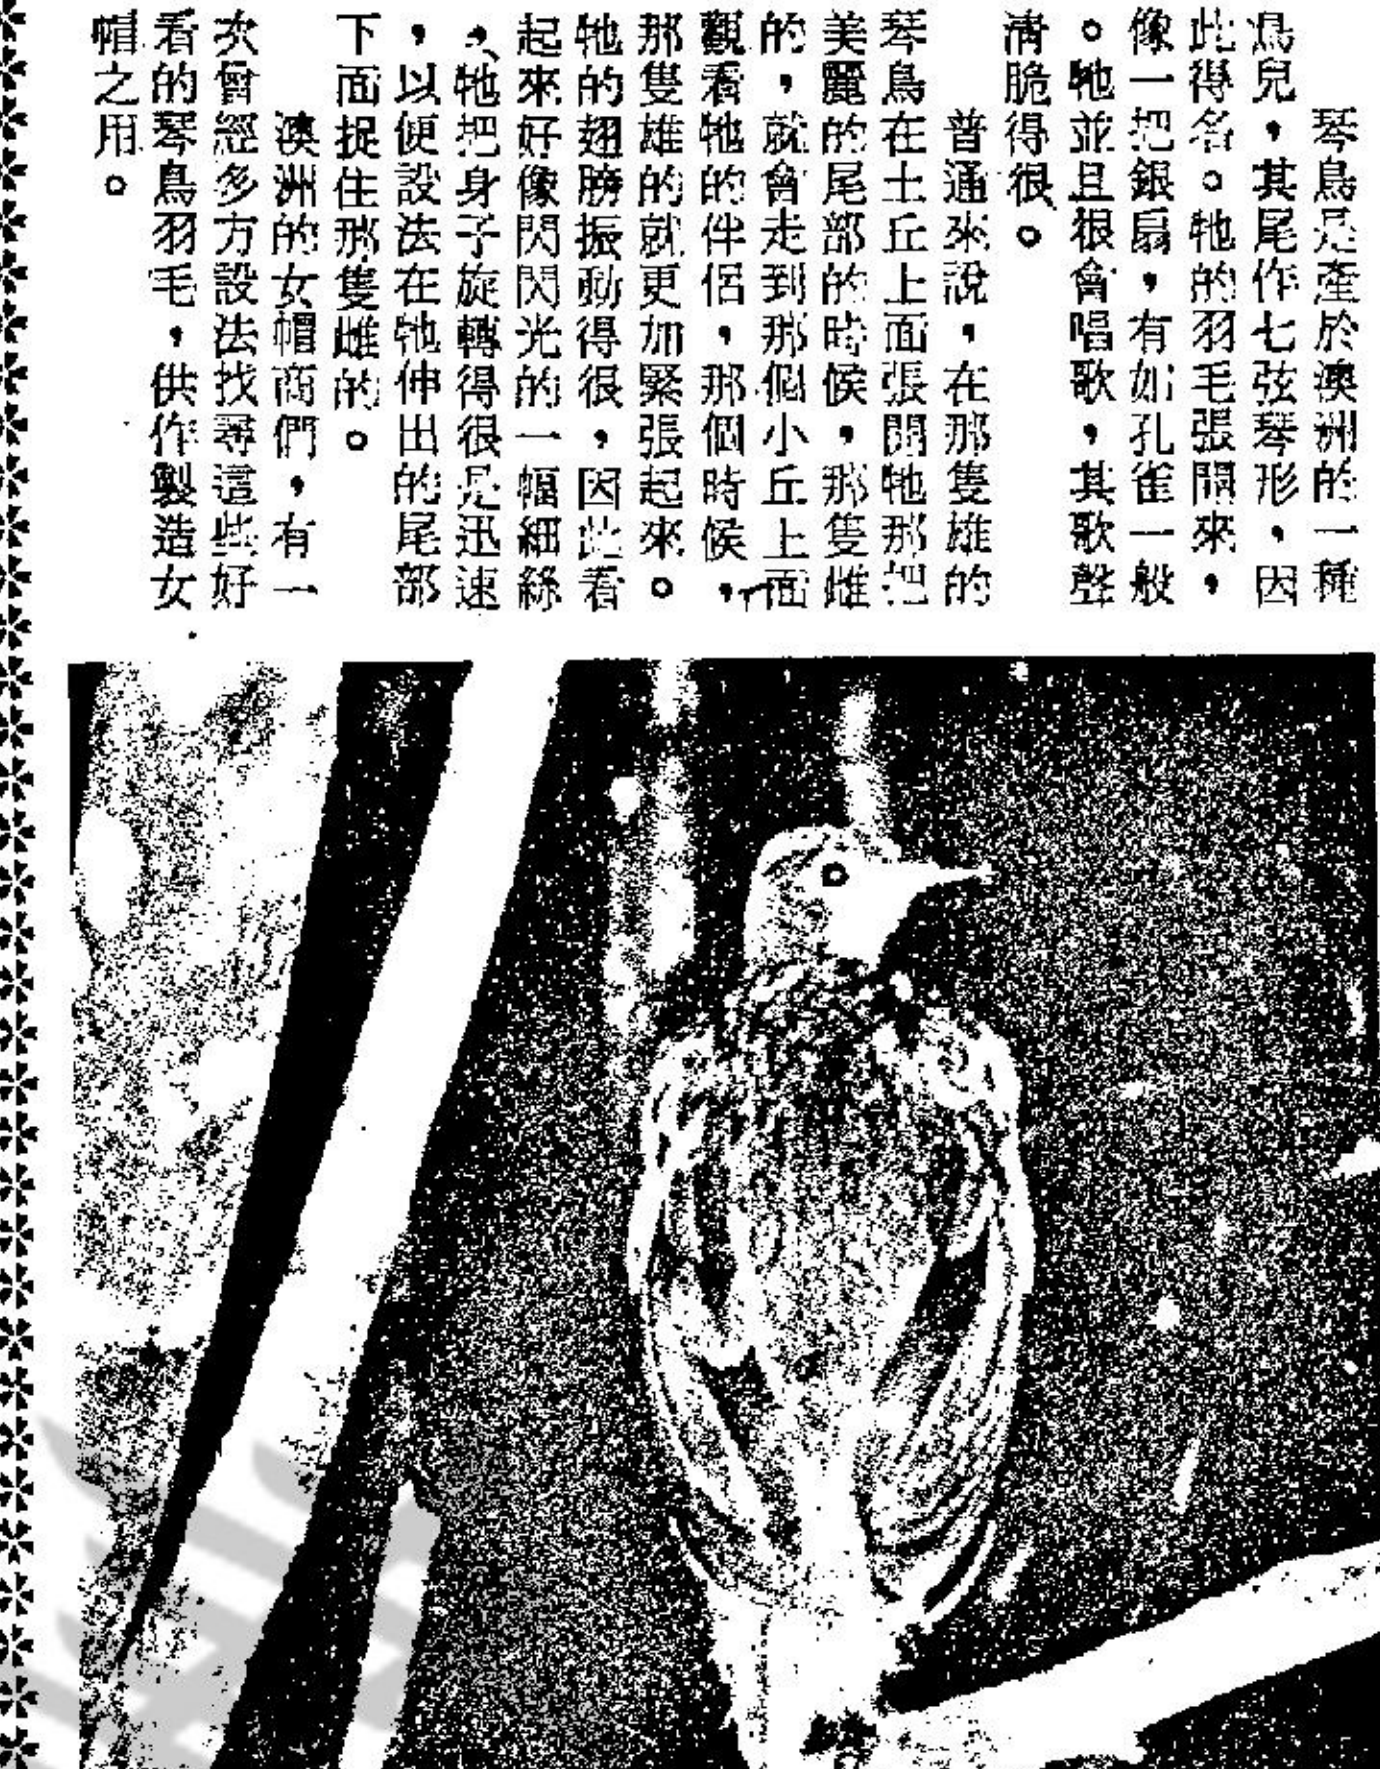 琴鳥是產於澳洲的一種
鳥兒，其尾作七弦琴形，因
此得名。牠的羽毛張開來，
像一把銀扇，有如孔雀一般
。牠並且很會唱歌，其歌聲
清脆得很。
普通來說，在那隻雄的
琴鳥在土丘上面張開牠那把
美麗的尾部的時候，那隻雌
的，就會走到那個小丘上面
觀看牠的伴侶，那個時候，
那隻雄的就更加緊張起來。
牠的翅膀振動得很，因此看
起來好像閃閃光的一幅細絲
，牠把身子旋轉得很是迅速
，以便設法在牠伸出的尾部
下面捉住那隻雌的。
澳洲的女帽商們，有一
次曾經多方設法找尋這些好
看的琴鳥羽毛，供作製造女
帽之用。